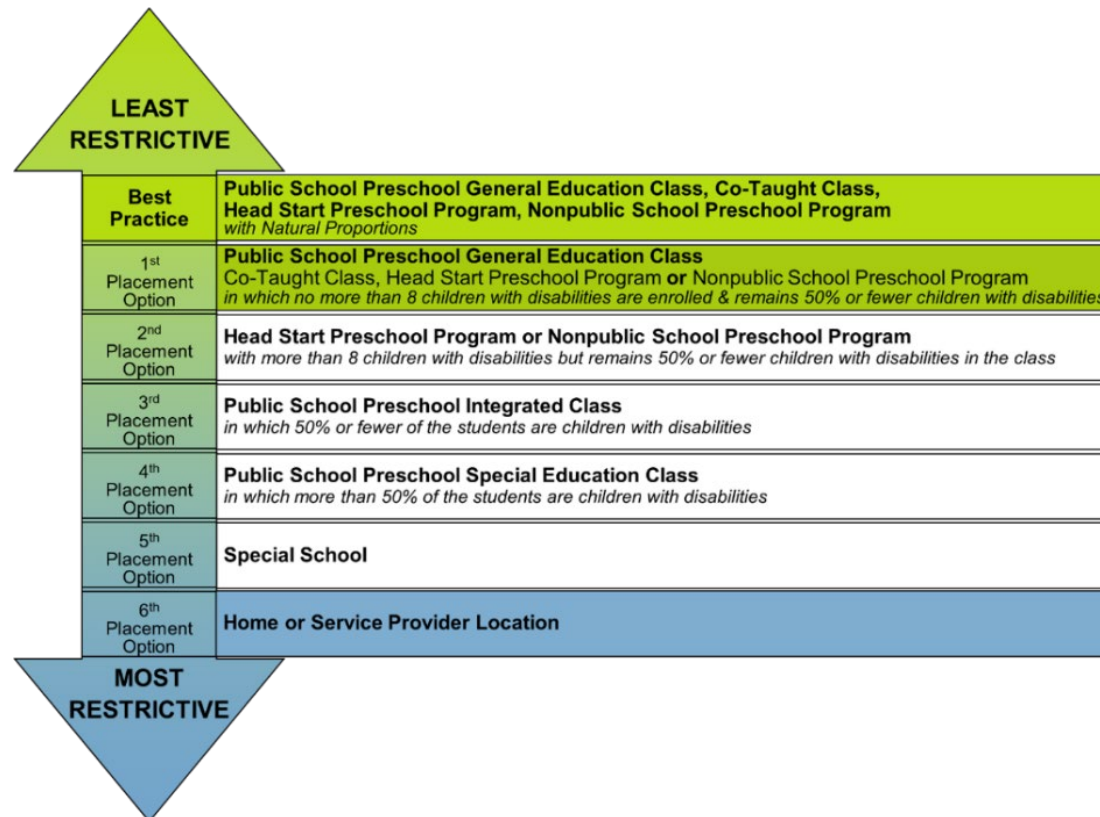 LEAST
RESTRICTIVE
Best
Practice
Public School Preschool General Education Class, Co-Taught Class,
Head Start Preschool Program, Nonpublic School Preschool Program
with Natural Proportions
1st
Placement
Option
Public School Preschool General Education Class
Co-Taught Class, Head Start Preschool Program or Nonpublic School Preschool Program
in which no more than 8 children with disabilities are enrolled & remains 50% or fewer children with disabilities
2nd
Placement
Option
Head Start Preschool Program or Nonpublic School Preschool Program
with more than 8 children with disabilities but remains 50% or fewer children with disabilities in the class
3rd
Placement
Option
Public School Preschool Integrated Class
in which 50% or fewer of the students are children with disabilities
4th
Placement
Option
Public School Preschool Special Education Class
in which more than 50% of the students are children with disabilities
5th
Placement
Option
Special School
6th
Placement
Option
Home or Service Provider Location
MOST
RESTRICTIVE